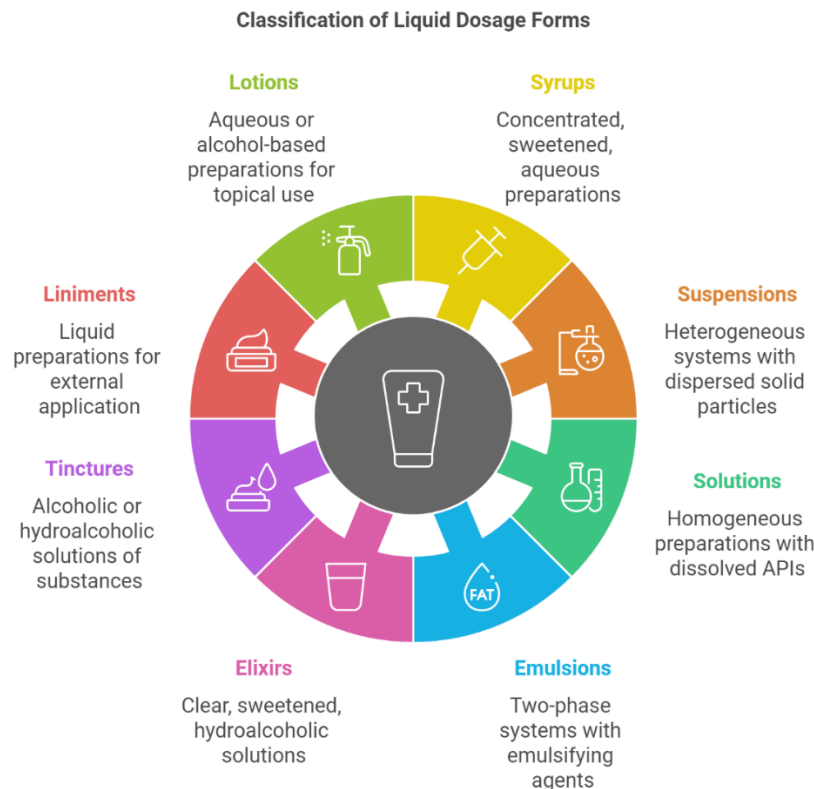 Classification of Liquid Dosage Forms
Lotions
Aqueous or
alcohol-based
preparations for
topical use
Syrups
Concentrated,
sweetened,
aqueous
preparations
Liniments
Liquid
preparations for
external
application
Suspensions
Heterogeneous
systems with
dispersed solid
particles
Tinctures
Alcoholic or
hydroalcoholic
solutions of
substances
Solutions
Homogeneous
preparations with
dissolved APIs
FAT
Elixirs
Clear, sweetened,
hydroalcoholic
solutions
Emulsions
Two-phase
systems with
emulsifying
agents